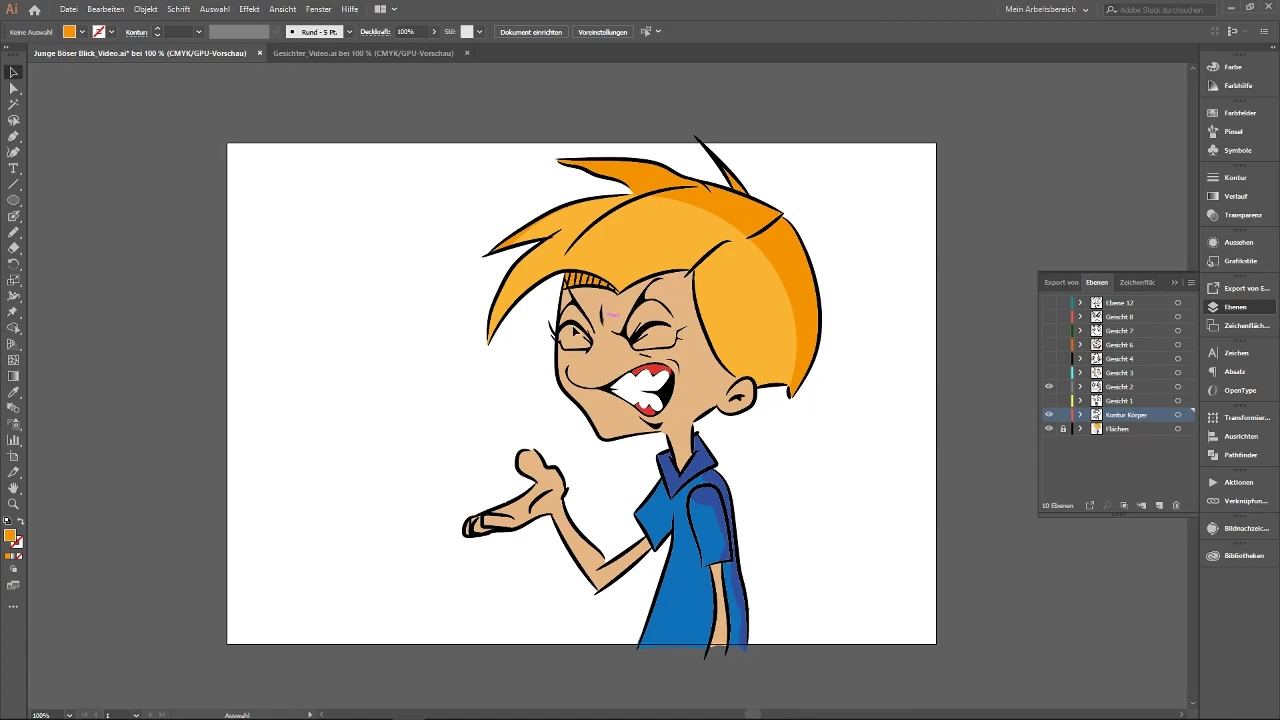 Ai Datei Bearbeiten Objekt Schrift Auswahl Effekt Ansicht Fenster Hilfe Mein Arbeitsbereich Adobe Stock durchsuchen
Keine Auswahl Kontur: Rund - 5 Pt. Deckkraft: 100% Stil: Dokument einrichten Voreinstellungen
Junge Böser Blick_Video.ai* bei 100 % (CMYK/GPU-Vorschau) × Gesichter_Video.ai bei 100 % (CMYK/GPU-Vorschau) ×
Farbe
Farbhilfe
Farbfelder
Pinsel
Symbole
Kontur
Verlauf
Transparenz
Aussehen
Grafikstile
Export von E...
Ebenen
Zeichenfläch...
Zeichen
Absatz
OpenType
Transformier...
Ausrichten
Pathfinder
Aktionen
Verknüpfun...
Bildnachzeic...
Bibliotheken
Export von Ebenen Zeichenfläc
Ebene 12
Gesicht 8
Gesicht 7
Gesicht 6
Gesicht 4
Gesicht 3
Gesicht 2
Gesicht 1
Kontur Körper
Flächen
10 Ebenen
100% 1 Auswahl